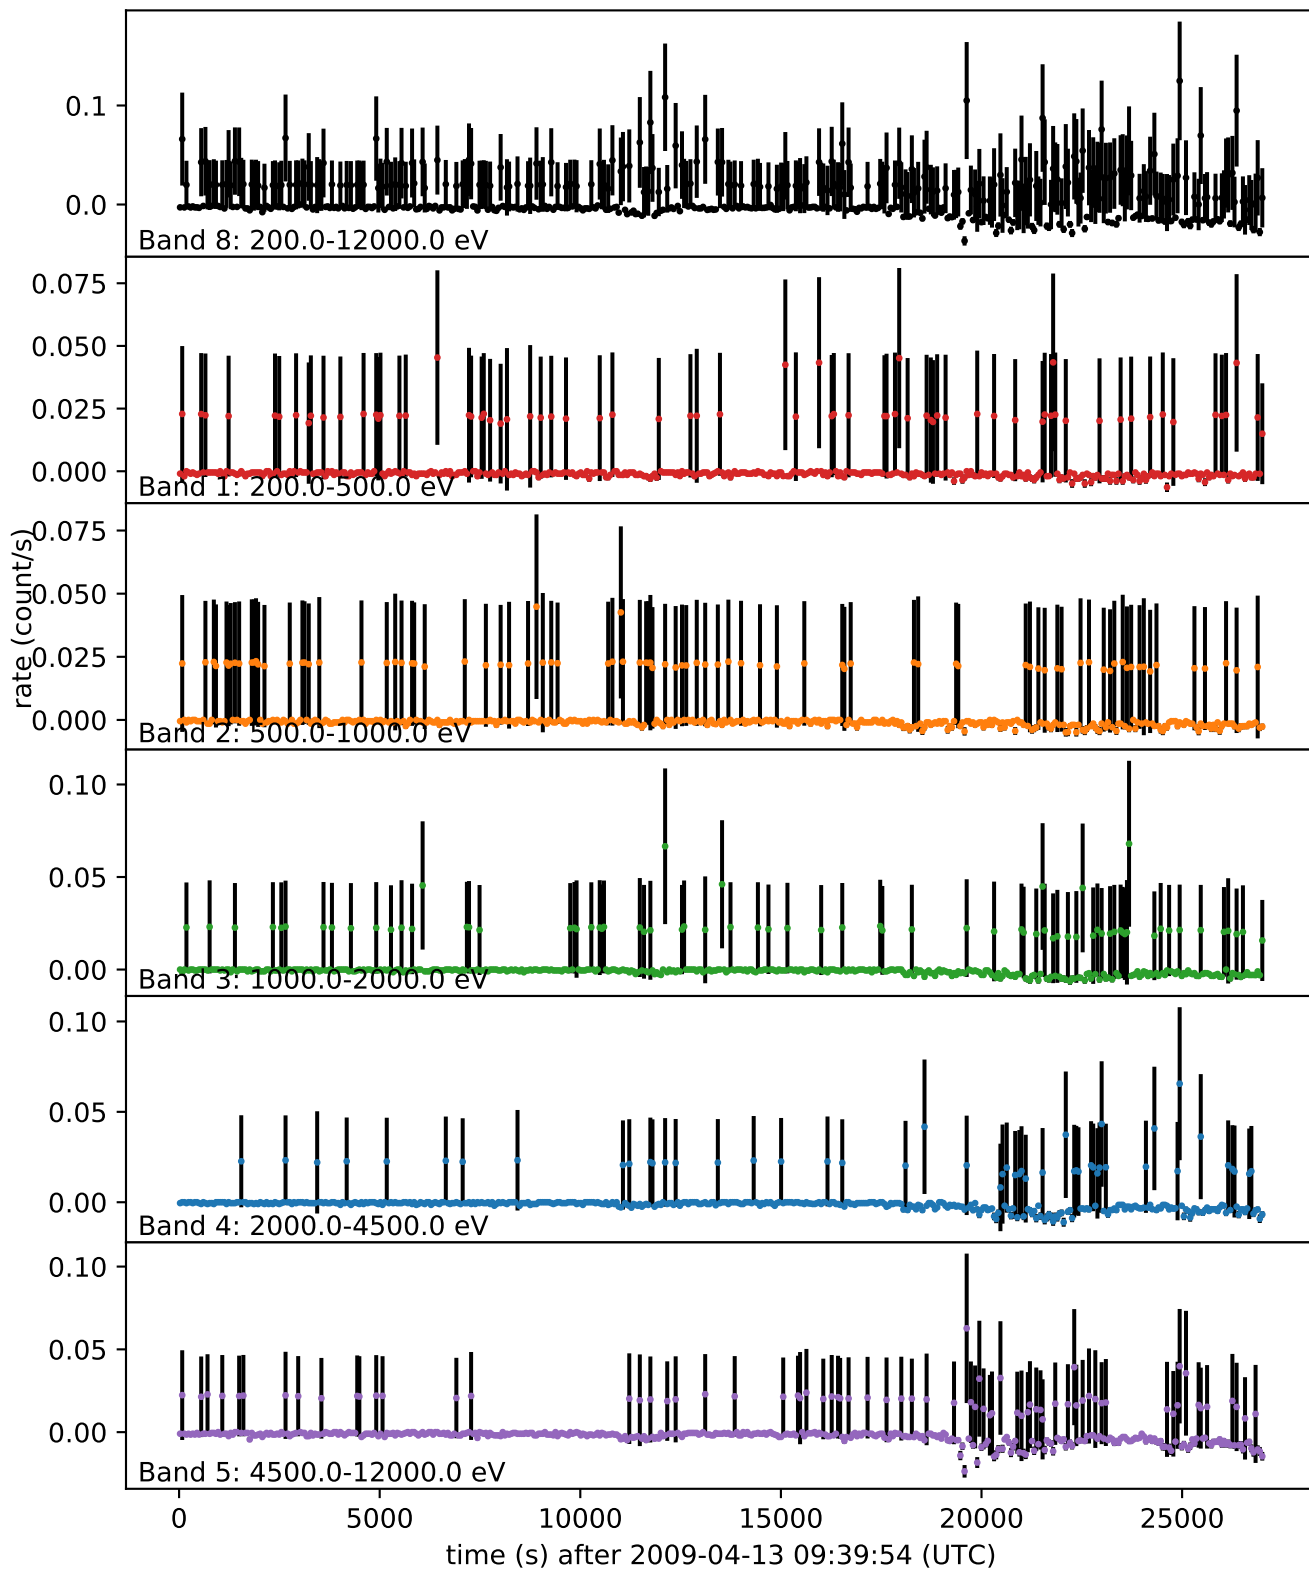 0.1
0.0
Band 8: 200.0-12000.0 eV
0.075
0.050
0.025
0.000
Band 1: 200.0-500.0 eV
rate (count/s)
0.075
0.050
0.025
0.000
Band 2: 500.0-1000.0 eV
0.10
0.05
0.00
Band 3: 1000.0-2000.0 eV
0.10
0.05
0.00
Band 4: 2000.0-4500.0 eV
0.10
0.05
0.00
Band 5: 4500.0-12000.0 eV
0 5000 10000 15000 20000 25000
time (s) after 2009-04-13 09:39:54 (UTC)